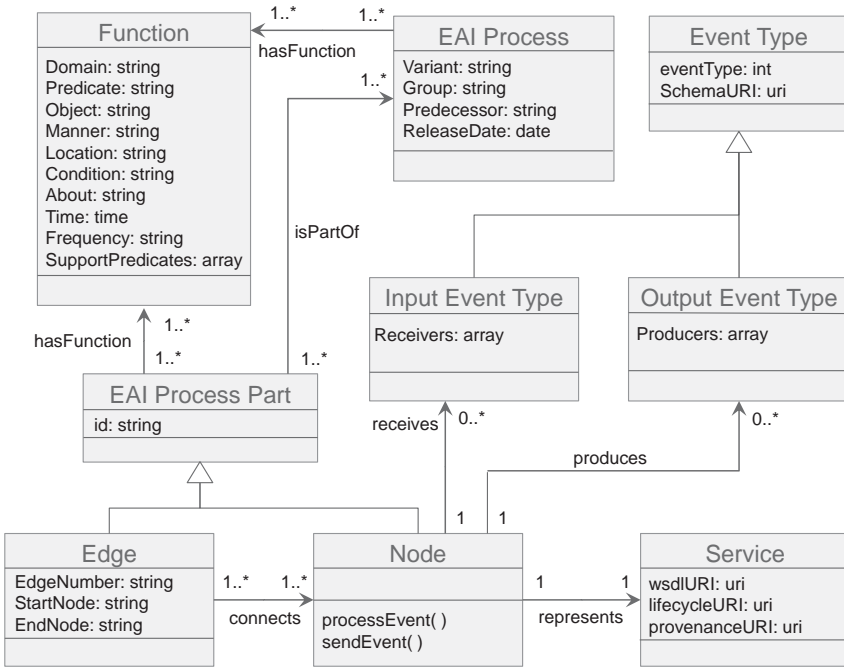 Function
Domain: string
Predicate: string
Object: string
Manner: string
Location: string
Condition: string
About: string
Time: time
Frequency: string
SupportPredicates: array
1..*
1..*
hasFunction
EAI Process
Variant: string
Group: string
Predecessor: string
ReleaseDate: date
1..*
isPartOf
1..*
Event Type
eventType: int
SchemaURI: uri
Input Event Type
Receivers: array
Output Event Type
Producers: array
1..*
hasFunction
1..*
EAI Process Part
id: string
receives
0..*
1
produces
0..*
1
Edge
EdgeNumber: string
StartNode: string
EndNode: string
1..*
1..*
connects
Node
processEvent( )
sendEvent( )
1
1
represents
Service
wsdlURI: uri
lifecycleURI: uri
provenanceURI: uri